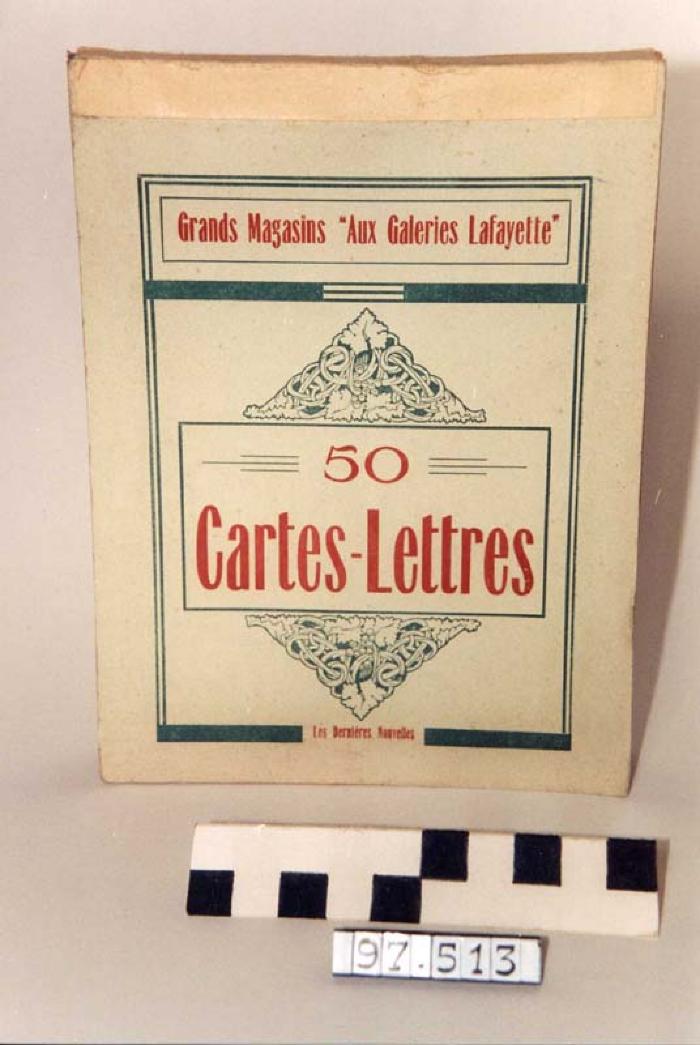 Grands Magasins "Aux Galeries Lafayette"
50
Cartes-Lettres
Les Dernières Nouvelles
97.513